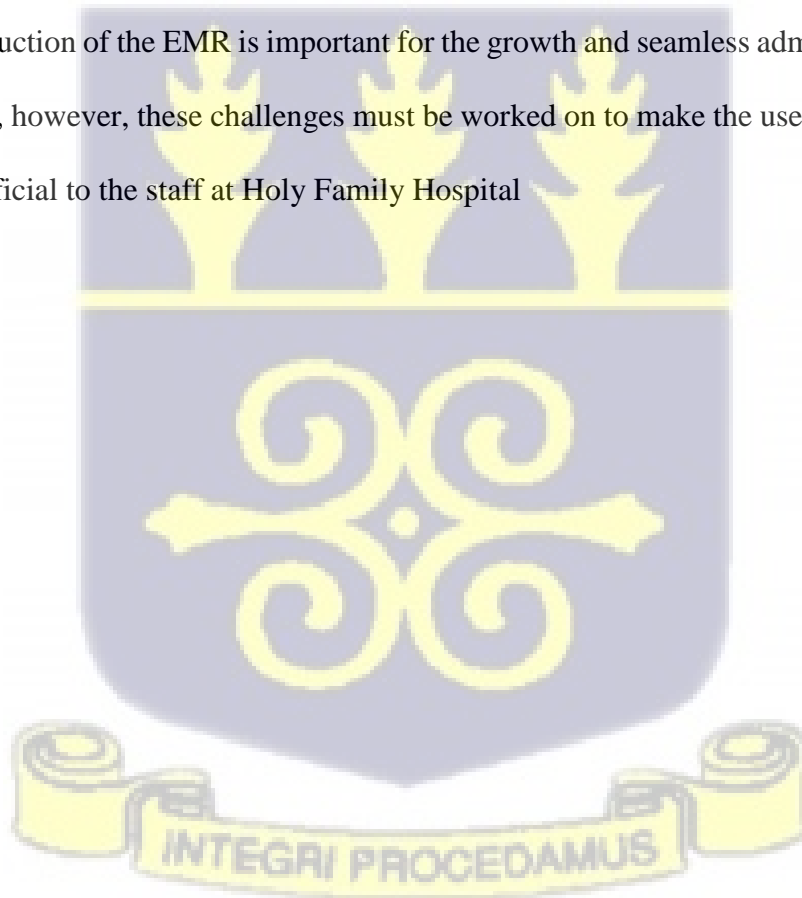 uction of the EMR is important for the growth and seamless adm
, however, these challenges must be worked on to make the use
ficial to the staff at Holy Family Hospital
INTEGRI PROCEDAMUS